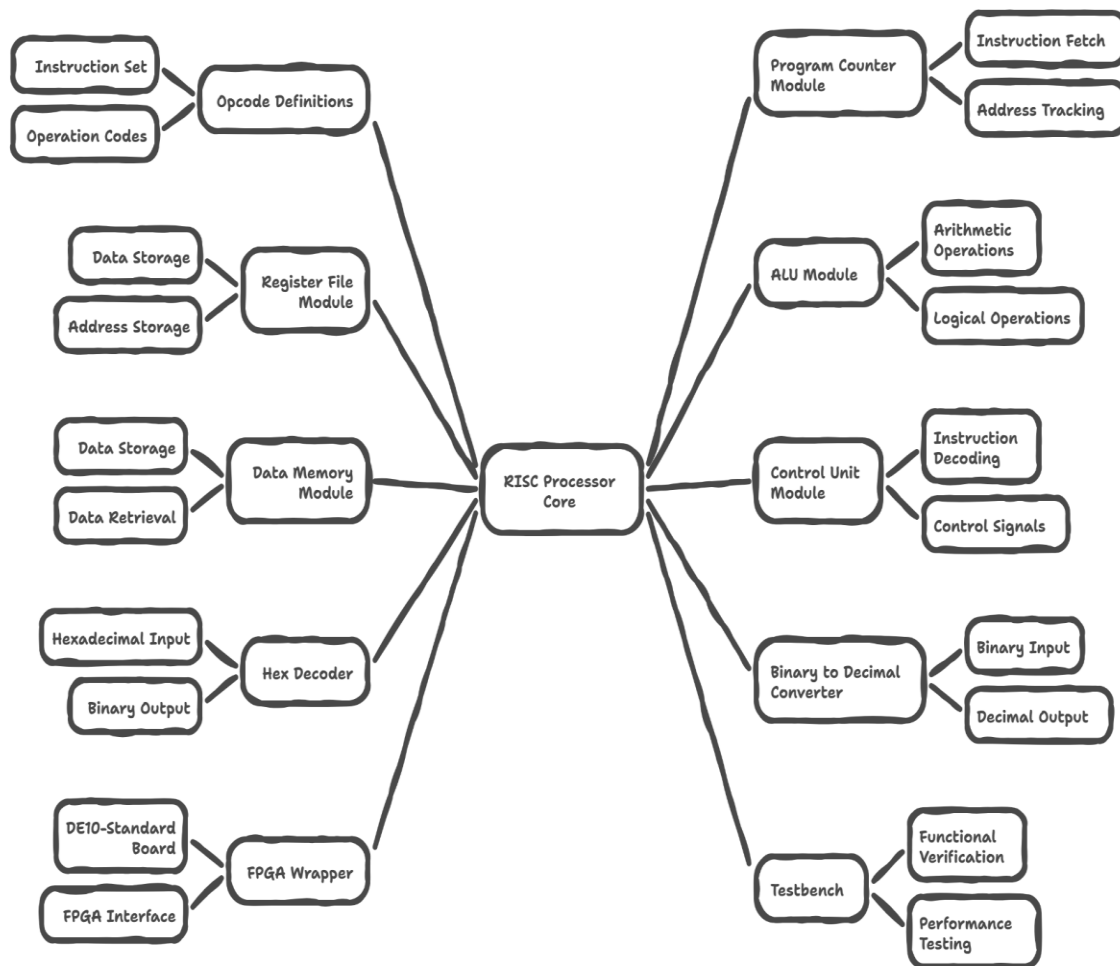 Instruction Set
Operation Codes
Opcode Definitions
Data Storage
Address Storage
Register File
Module
Data Storage
Data Retrieval
Data Memory
Module
Hexadecimal Input
Binary Output
Hex Decoder
DE10-Standard
Board
FPGA Interface
FPGA Wrapper
RISC Processor
Core
Program Counter
Module
Instruction Fetch
Address Tracking
ALU Module
Arithmetic
Operations
Logical Operations
Control Unit
Module
Instruction
Decoding
Control Signals
Binary to Decimal
Converter
Binary Input
Decimal Output
Testbench
Functional
Verification
Performance
Testing